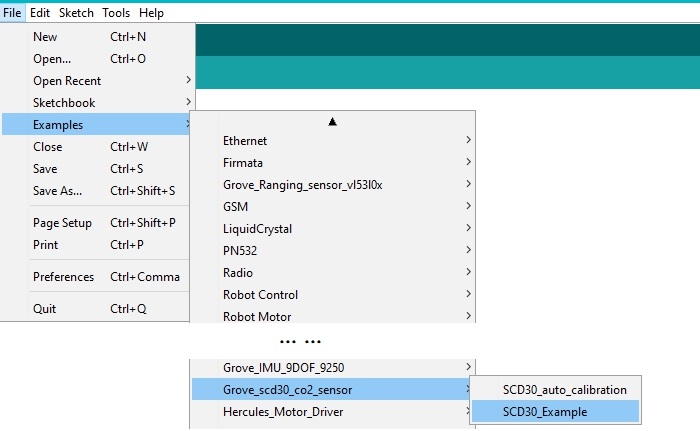 File Edit Sketch Tools Help
New Ctrl+N
Open... Ctrl+O
Open Recent
Sketchbook
Examples
Close Ctrl+W
Save Ctrl+S
Save As... Ctrl+Shift+S
Page Setup Ctrl+Shift+P
Print Ctrl+P
Preferences Ctrl+Comma
Quit Ctrl+Q
Ethernet
Firmata
Grove_Ranging_sensor_vl53l0x
GSM
LiquidCrystal
PN532
Radio
Robot Control
Robot Motor
... ...
Grove_IMU_9DOF_9250
Grove_scd30_co2_sensor
Hercules_Motor_Driver
SCD30_auto_calibration
SCD30_Example